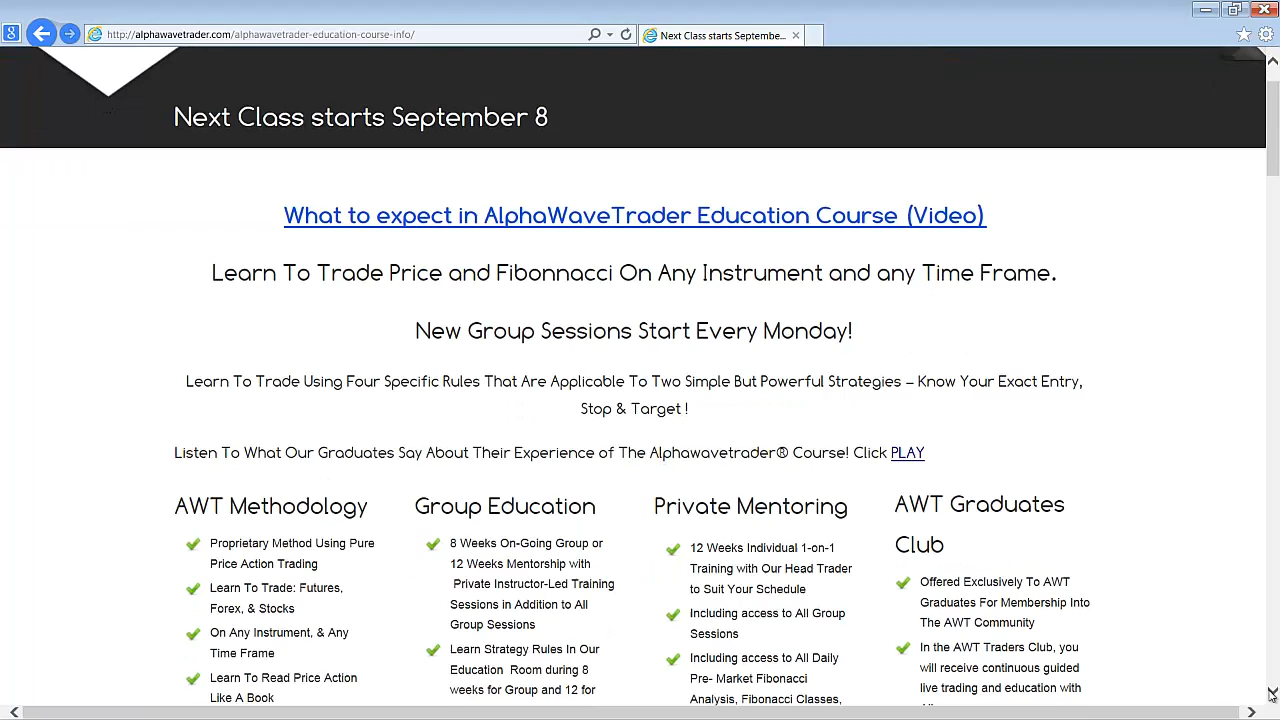 http://alphawavetrader.com/alphawavetrader-education-course-info/
Next Class starts Septembe...
Next Class starts September 8
What to expect in AlphaWaveTrader Education Course (Video)
Learn To Trade Price and Fibonnacci On Any Instrument and any Time Frame.
New Group Sessions Start Every Monday!
Learn To Trade Using Four Specific Rules That Are Applicable To Two Simple But Powerful Strategies – Know Your Exact Entry,
Stop & Target !
Listen To What Our Graduates Say About Their Experience of The Alphawavetrader® Course! Click PLAY
AWT Methodology
Proprietary Method Using Pure
Price Action Trading
Learn To Trade: Futures,
Forex, & Stocks
On Any Instrument, & Any
Time Frame
Learn To Read Price Action
Like A Book
Group Education
8 Weeks On-Going Group or
12 Weeks Mentorship with
Private Instructor-Led Training
Sessions in Addition to All
Group Sessions
Learn Strategy Rules In Our
Education Room during 8
weeks for Group and 12 for
Private Mentoring
12 Weeks Individual 1-on-1
Training with Our Head Trader
to Suit Your Schedule
Including access to All Group
Sessions
Including access to All Daily
Pre- Market Fibonacci
Analysis, Fibonacci Classes,
AWT Graduates
Club
Offered Exclusively To AWT
Graduates For Membership Into
The AWT Community
In the AWT Traders Club, you
will receive continuous guided
live trading and education with